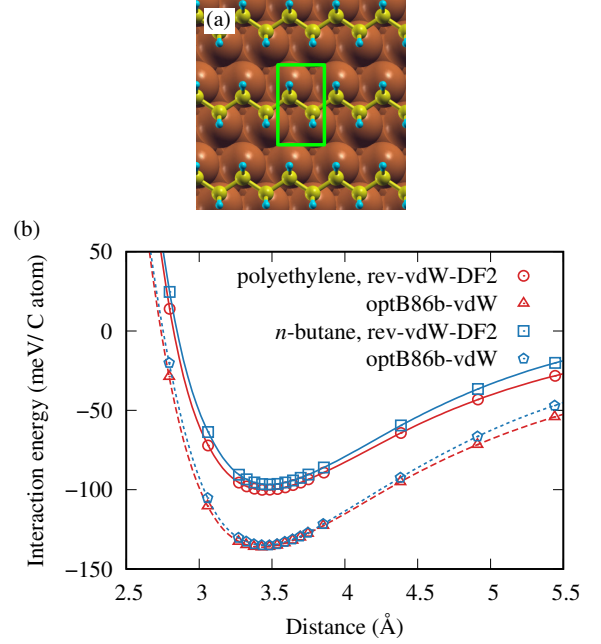 (a)
(b)
50
0
−50
−100
−150
Interaction energy (meV/ C atom)
polyethylene, rev-vdW-DF2
optB86b-vdW
n-butane, rev-vdW-DF2
optB86b-vdW
2.5 3 3.5 4 4.5 5 5.5
Distance (Å)